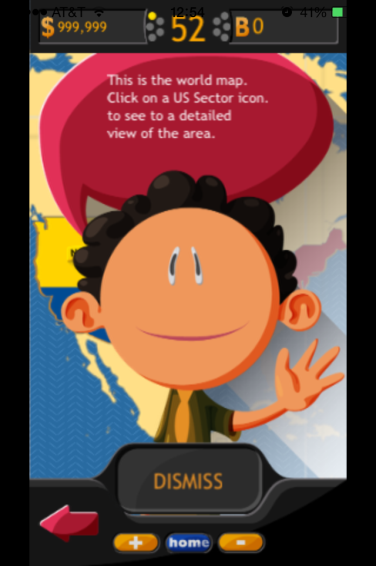 AT&T 12:54 41%
$ 999,999 52 B 0
This is the world map.
Click on a US Sector icon.
to see to a detailed
view of the area.
DISMISS
+ home -